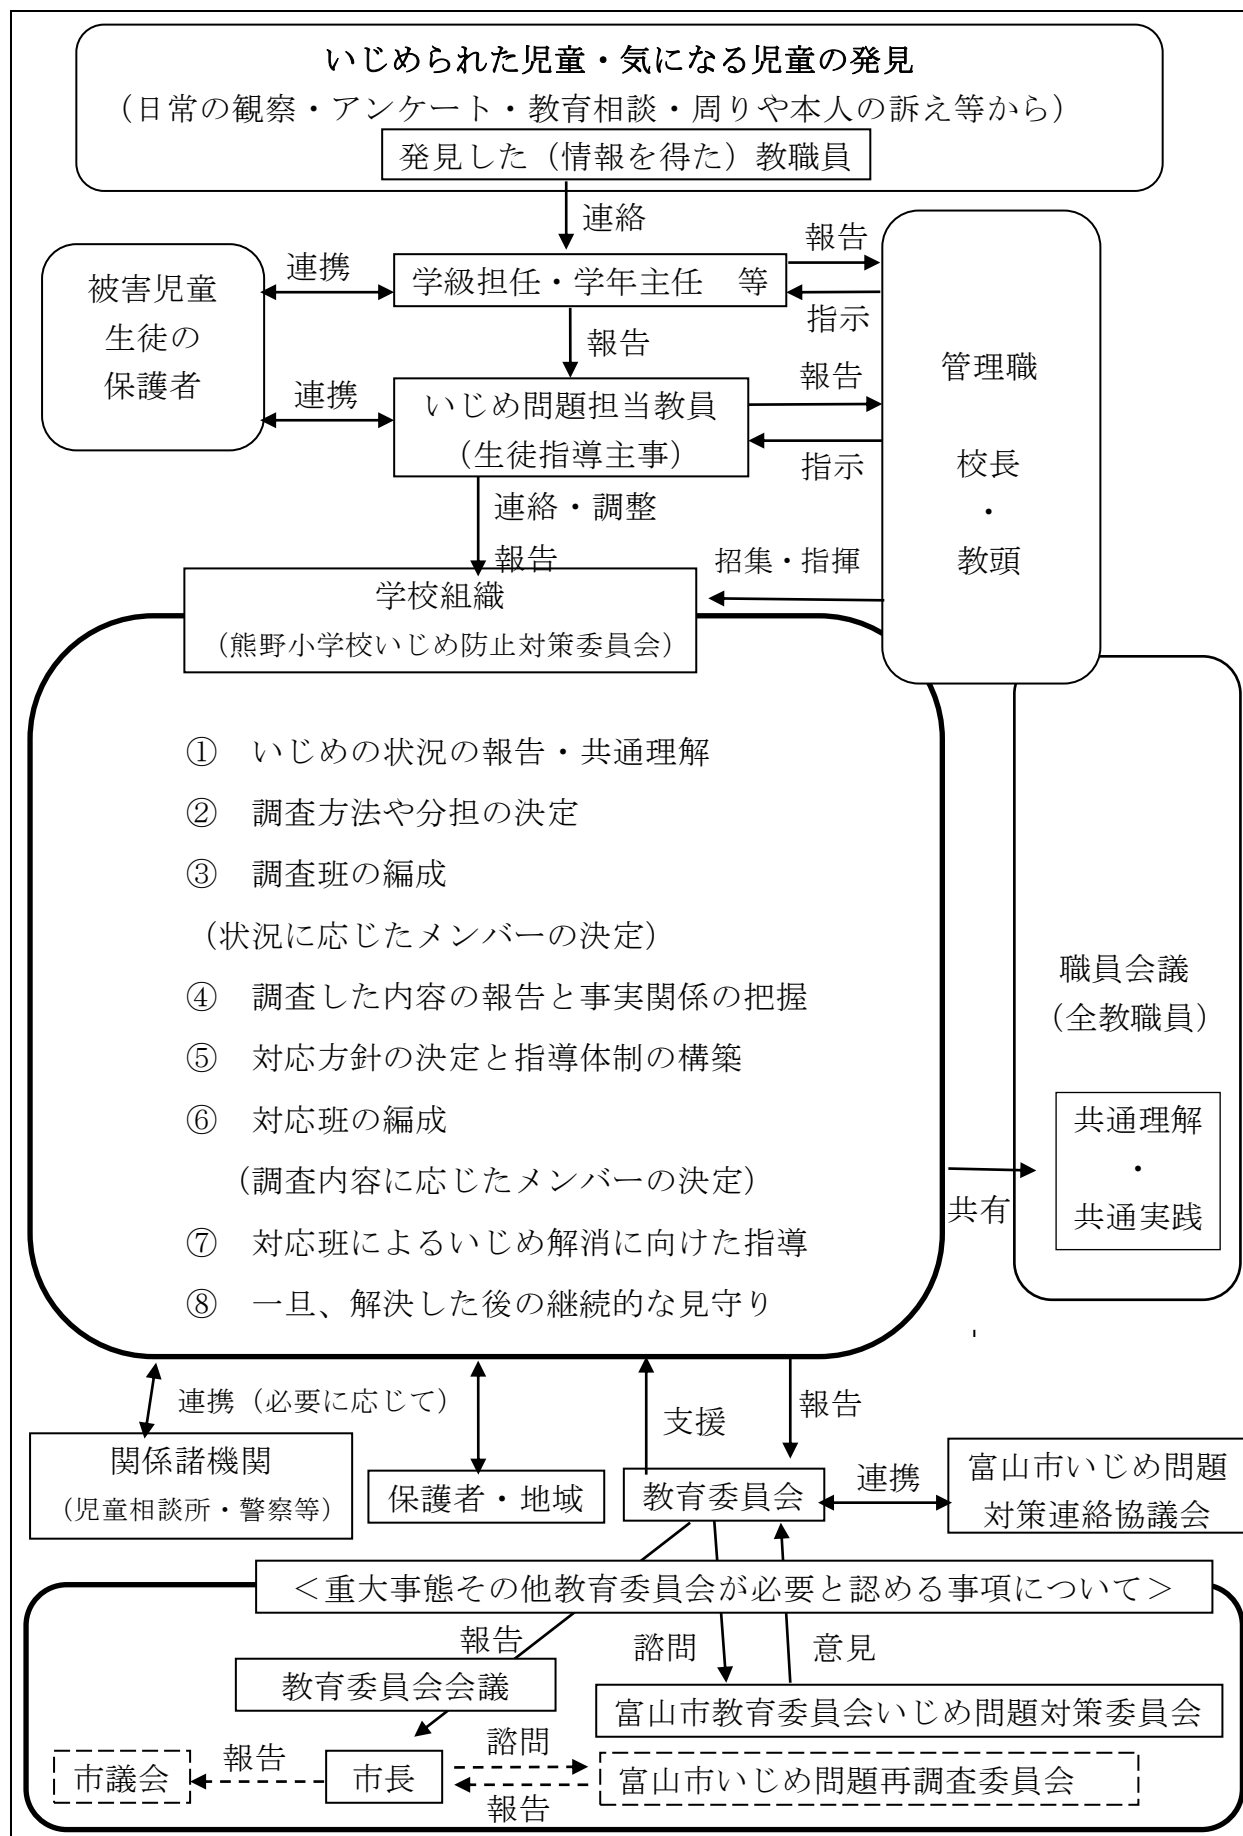 いじめられた児童・気になる児童の発見
（日常の観察・アンケート・教育相談・周りや本人の訴え等から）
発見した（情報を得た）教職員
連絡
報告
連携
学級担任・学年主任　等
指示
被害児童
生徒の
保護者
報告
連携
いじめ問題担当教員
（生徒指導主事）
報告
指示
管理職
校長
・
教頭
連絡・調整
報告
招集・指揮
学校組織
（熊野小学校いじめ防止対策委員会）
①　いじめの状況の報告・共通理解
②　調査方法や分担の決定
③　調査班の編成
（状況に応じたメンバーの決定）
④　調査した内容の報告と事実関係の把握
⑤　対応方針の決定と指導体制の構築
⑥　対応班の編成
（調査内容に応じたメンバーの決定）
⑦　対応班によるいじめ解消に向けた指導
⑧　一旦、解決した後の継続的な見守り
職員会議
（全教職員）
共通理解
・
共通実践
共有
連携（必要に応じて）
支援
報告
関係諸機関
（児童相談所・警察等）
保護者・地域
教育委員会
連携
富山市いじめ問題
対策連絡協議会
＜重大事態その他教育委員会が必要と認める事項について＞
報告
諮問
意見
教育委員会会議
富山市教育委員会いじめ問題対策委員会
市議会
報告
市長
諮問
報告
富山市いじめ問題再調査委員会